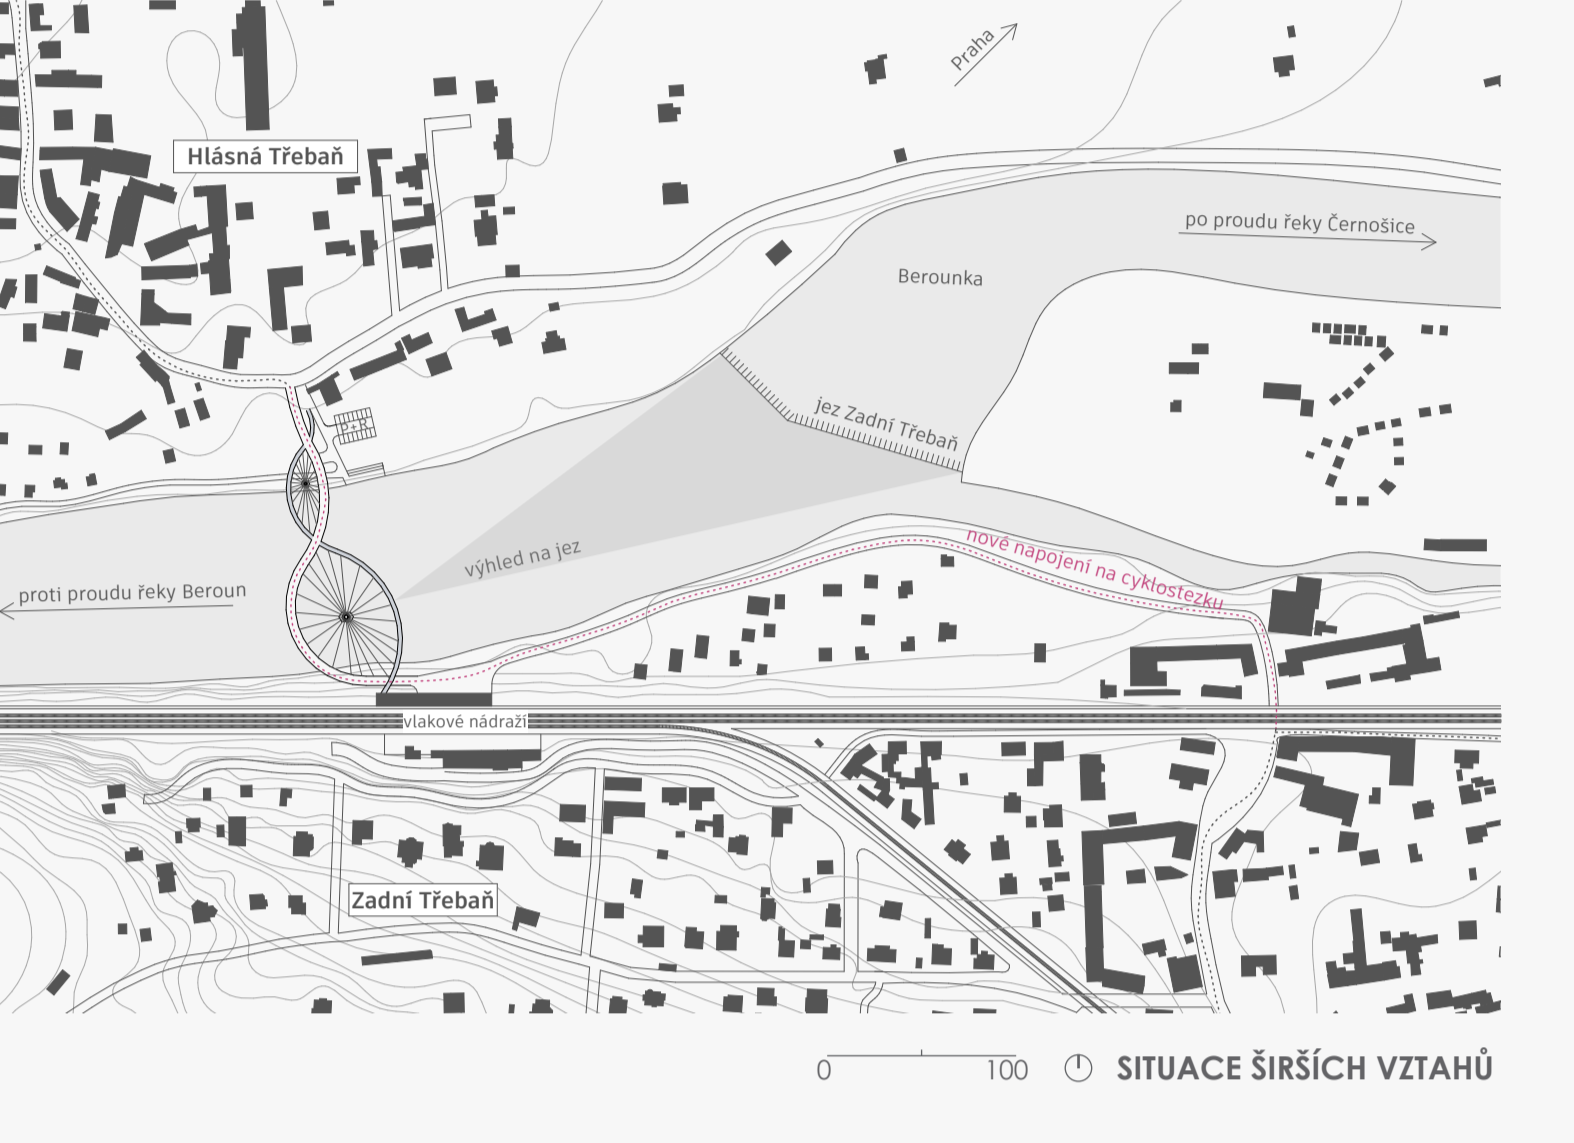 Praha
Hlásná Třebaň
po proudu řeky Černošice
Berounka
jez Zadní Třebaň
P+R
výhled na jez
nové napojení na cyklostezku
proti proudu řeky Beroun
vlakové nádraží
Zadní Třebaň
0 100 SITUACE ŠIRŠÍCH VZTAHŮ